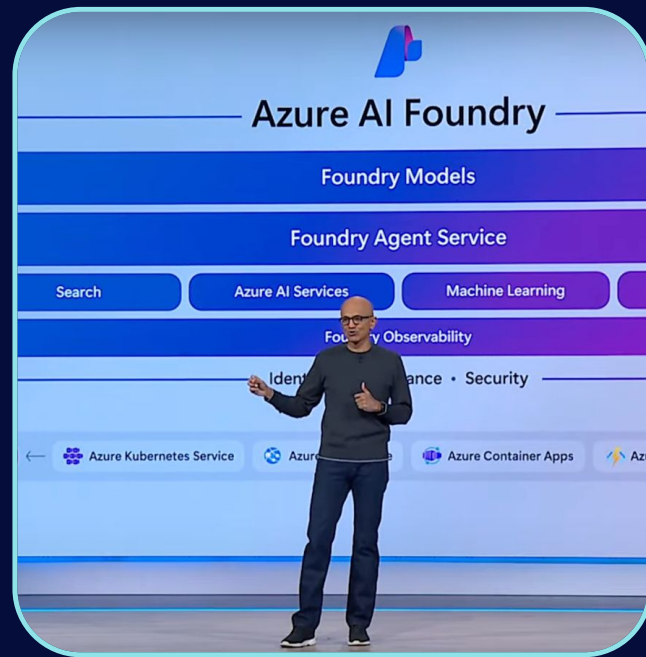 Azure AI Foundry
Foundry Models
Foundry Agent Service
Search
Azure AI Services
Machine Learning
Observability
Security
Azure Kubernetes Service
Azure Container Apps